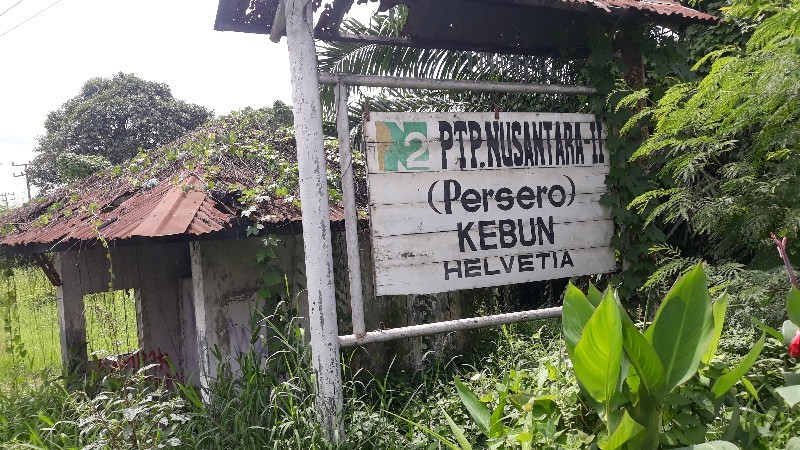 N2 PTP.NUSANTARA-II
(Persero)
KEBUN
HELVETIA